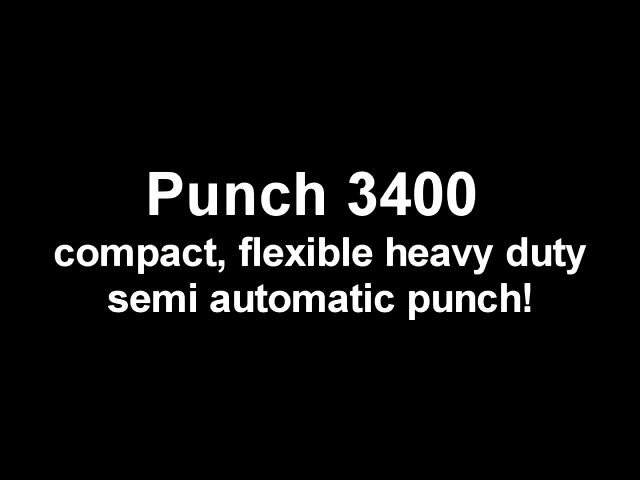 Punch 3400
compact, flexible heavy duty
semi automatic punch!